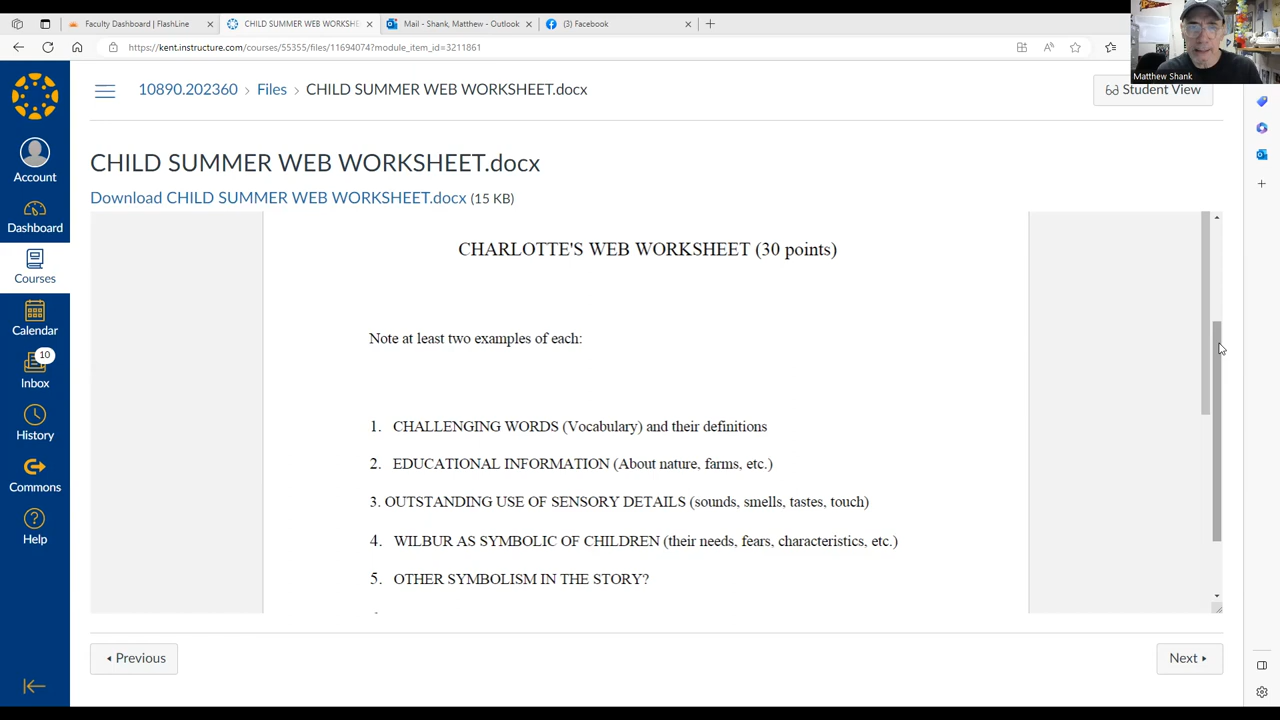 Faculty Dashboard | FlashLine
CHILD SUMMER WEB WORKSHE
Mail - Shank, Matthew - Outlook
(3) Facebook
https://kent.instructure.com/courses/55355/files/11694074?module_item_id=3211861
Matthew Shank
10890.202360 › Files › CHILD SUMMER WEB WORKSHEET.docx
Student View
Account
Dashboard
Courses
Calendar
10
Inbox
History
Commons
Help
CHILD SUMMER WEB WORKSHEET.docx
Download CHILD SUMMER WEB WORKSHEET.docx (15 KB)
CHARLOTTE'S WEB WORKSHEET (30 points)
Note at least two examples of each:
1. CHALLENGING WORDS (Vocabulary) and their definitions
2. EDUCATIONAL INFORMATION (About nature, farms, etc.)
3. OUTSTANDING USE OF SENSORY DETAILS (sounds, smells, tastes, touch)
4. WILBUR AS SYMBOLIC OF CHILDREN (their needs, fears, characteristics, etc.)
5. OTHER SYMBOLISM IN THE STORY?
Previous
Next